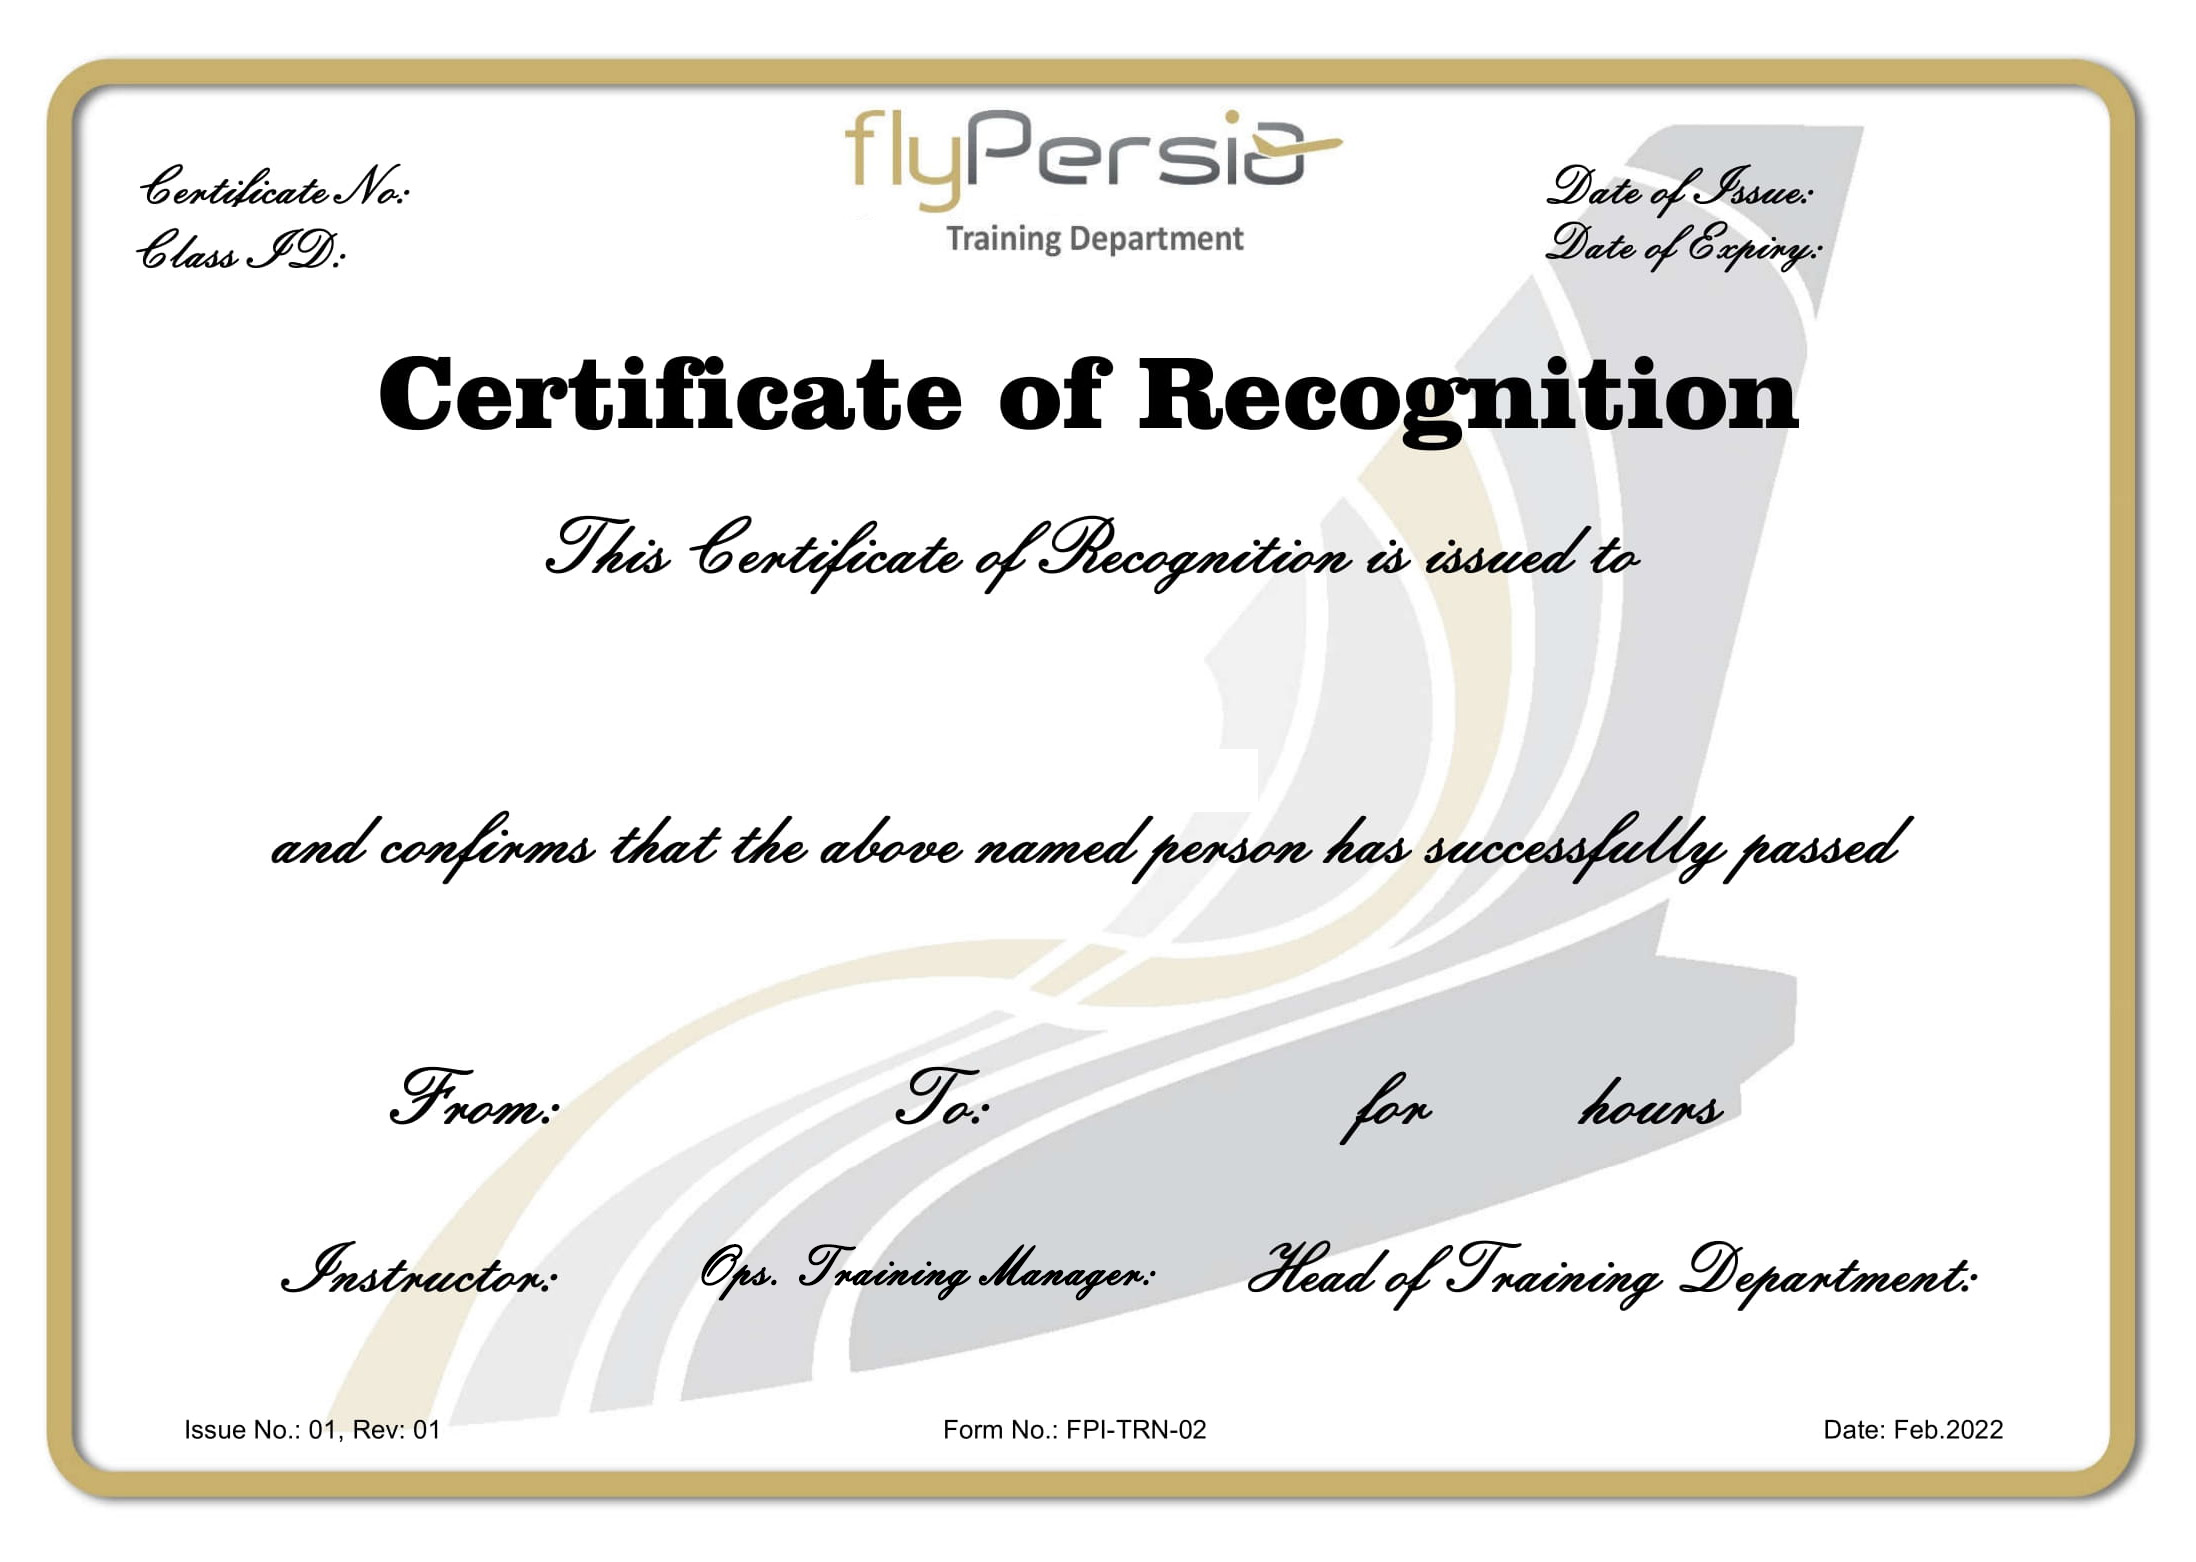 flyPersia
Training Department
Certificate No:
Class ID:
Date of Issue:
Date of Expiry:
Certificate of Recognition
This Certificate of Recognition is issued to
and confirms that the above named person has successfully passed
From: To: for hours
Instructor: Ops. Training Manager: Head of Training Department:
Issue No.: 01, Rev: 01 Form No.: FPI-TRN-02 Date: Feb.2022